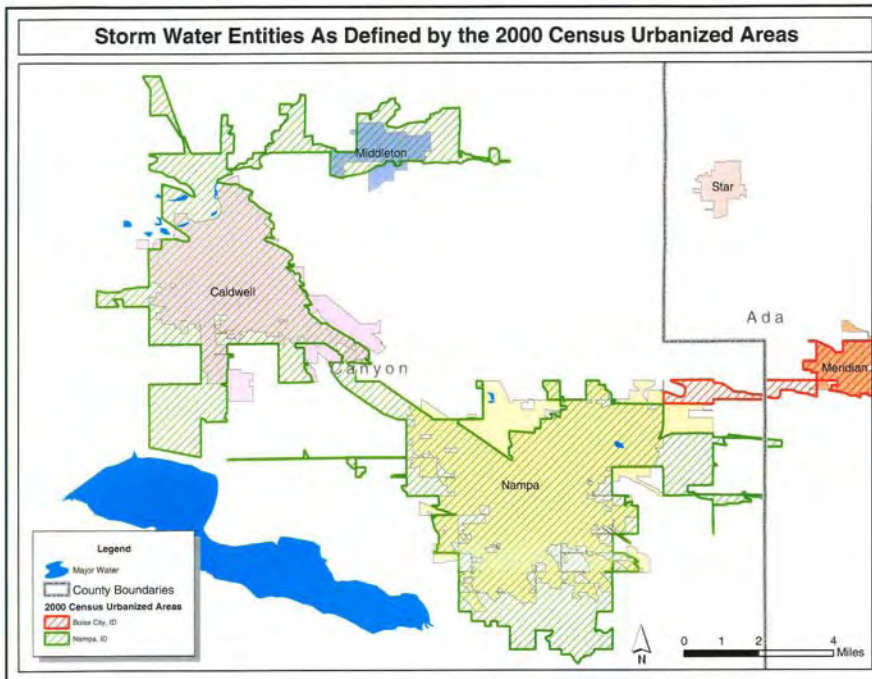 Storm Water Entities As Defined by the 2000 Census Urbanized Areas
Middleton
Star
Caldwell
Ada
Canyon
Meridian
Nampa
Legend
Major Water
County Boundaries
2000 Census Urbanized Areas
Boise City, ID
Nampa, ID
N
0 1 2 4
Miles